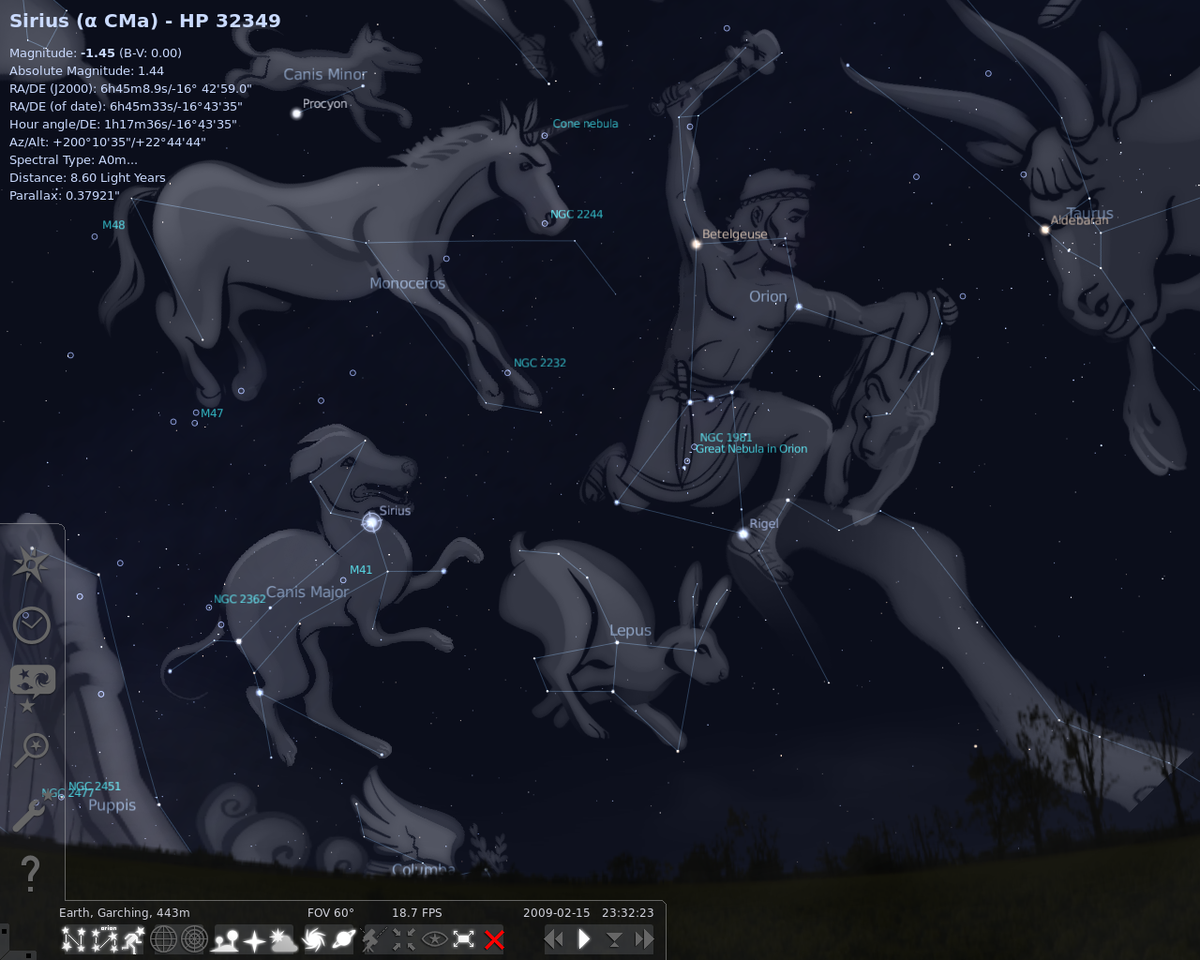 Sirius (α CMa) - HP 32349
Magnitude: -1.45 (B-V: 0.00)
Absolute Magnitude: 1.44
RA/DE (J2000): 6h45m8.9s/-16° 42'59.0"
RA/DE (of date): 6h45m33s/-16°43'35"
Hour angle/DE: 1h17m36s/-16°43'35"
Az/Alt: +200°10'35"/+22°44'44"
Spectral Type: A0m...
Distance: 8.60 Light Years
Parallax: 0.37921"
Canis Minor
Procyon
Cone nebula
NGC 2244
M48
Taurus
Aldebaran
Betelgeuse
Monoceros
Orion
NGC 2232
M47
NGC 1981
Great Nebula in Orion
Sirius
Rigel
M41
Canis Major
NGC 2362
Lepus
NGC 2451
NGC 2477
Puppis
Columba
?
Earth, Garching, 443m
FOV 60°
18.7 FPS
2009-02-15
23:32:23